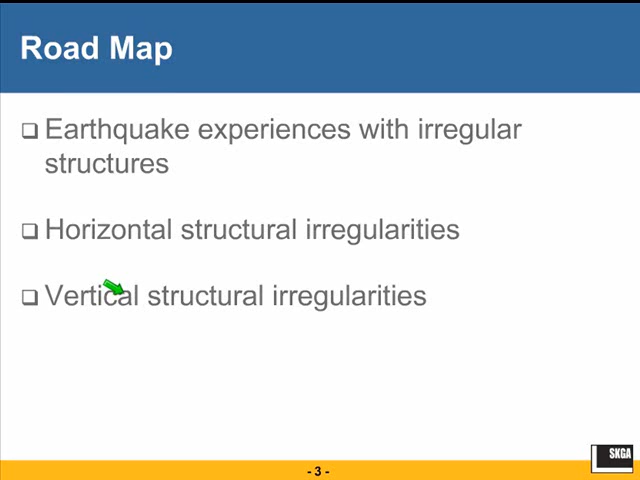 Road Map
Earthquake experiences with irregular
structures
Horizontal structural irregularities
Vertical structural irregularities
SKGA
- 3 -